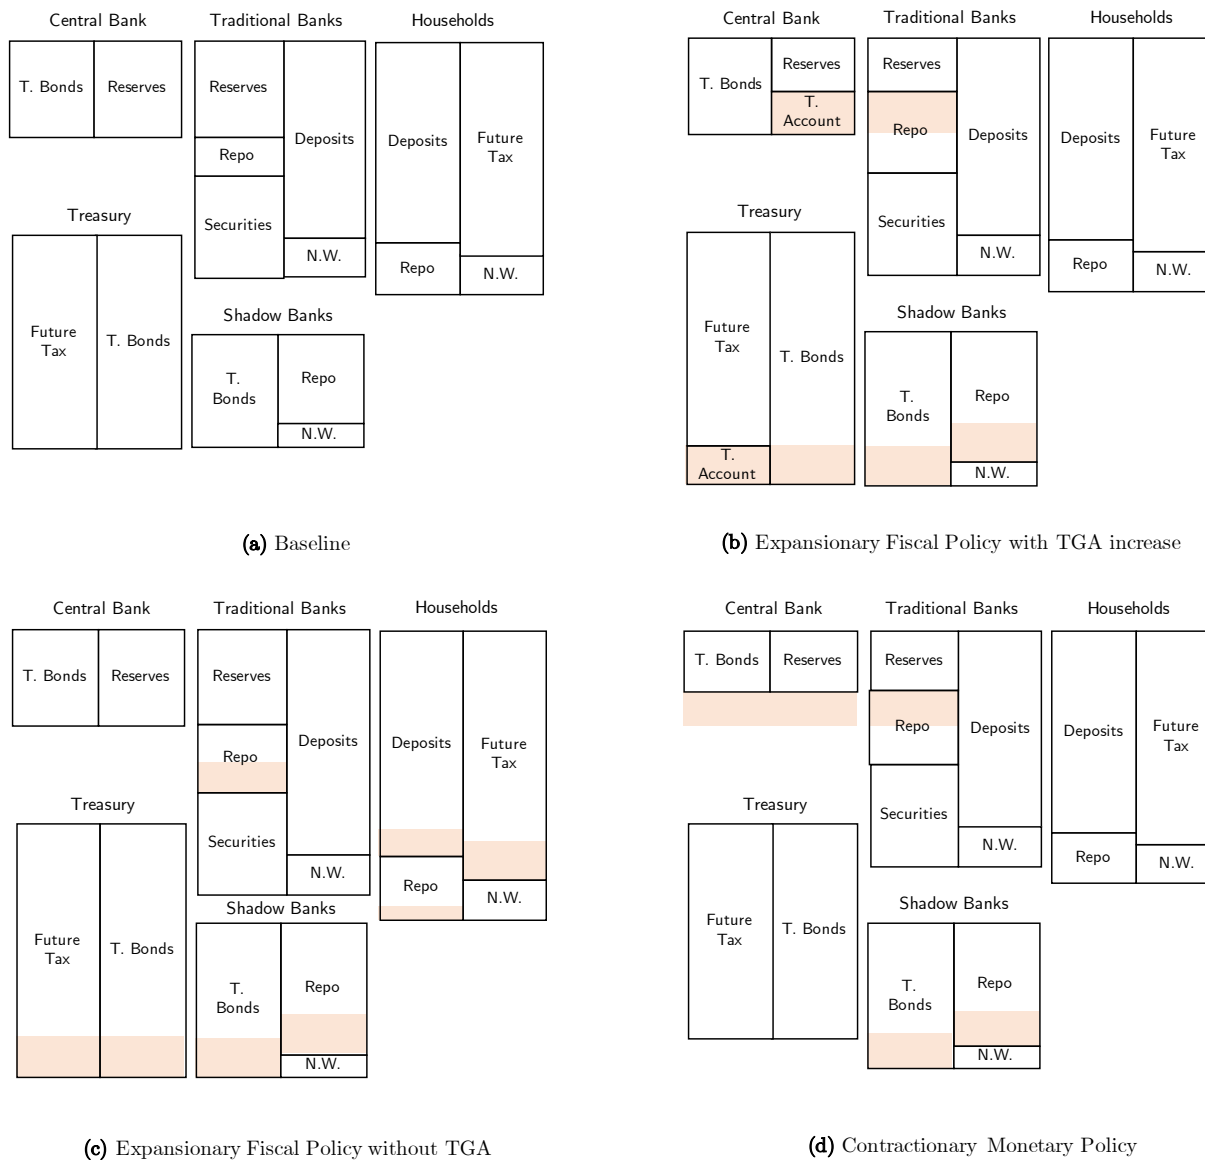 Central Bank
Traditional Banks
Households
T. Bonds
Reserves
Reserves
Repo
Securities
Deposits
N.W.
Deposits
Repo
Future
Tax
N.W.
Treasury
Future
Tax
T. Bonds
Shadow Banks
T.
Bonds
Repo
N.W.
(a) Baseline
Central Bank
Traditional Banks
Households
T. Bonds
Reserves
T.
Account
Reserves
Repo
Securities
Deposits
N.W.
Deposits
Repo
Future
Tax
N.W.
Treasury
Future
Tax
T.
Account
T. Bonds
Shadow Banks
T.
Bonds
Repo
N.W.
(b) Expansionary Fiscal Policy with TGA increase
Central Bank
Traditional Banks
Households
T. Bonds
Reserves
Reserves
Repo
Securities
Deposits
N.W.
Deposits
Repo
Future
Tax
N.W.
Treasury
Future
Tax
T. Bonds
Shadow Banks
T.
Bonds
Repo
N.W.
(c) Expansionary Fiscal Policy without TGA
Central Bank
Traditional Banks
Households
T. Bonds
Reserves
Reserves
Repo
Securities
Deposits
N.W.
Deposits
Repo
Future
Tax
N.W.
Treasury
Future
Tax
T. Bonds
Shadow Banks
T.
Bonds
Repo
N.W.
(d) Contractionary Monetary Policy